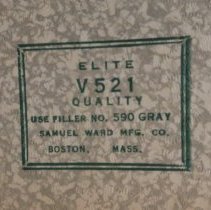 ELITE
V521
QUALITY
USE FILLER NO. 590 GRAY
SAMUEL WARD MFG. CO.
BOSTON, MASS.